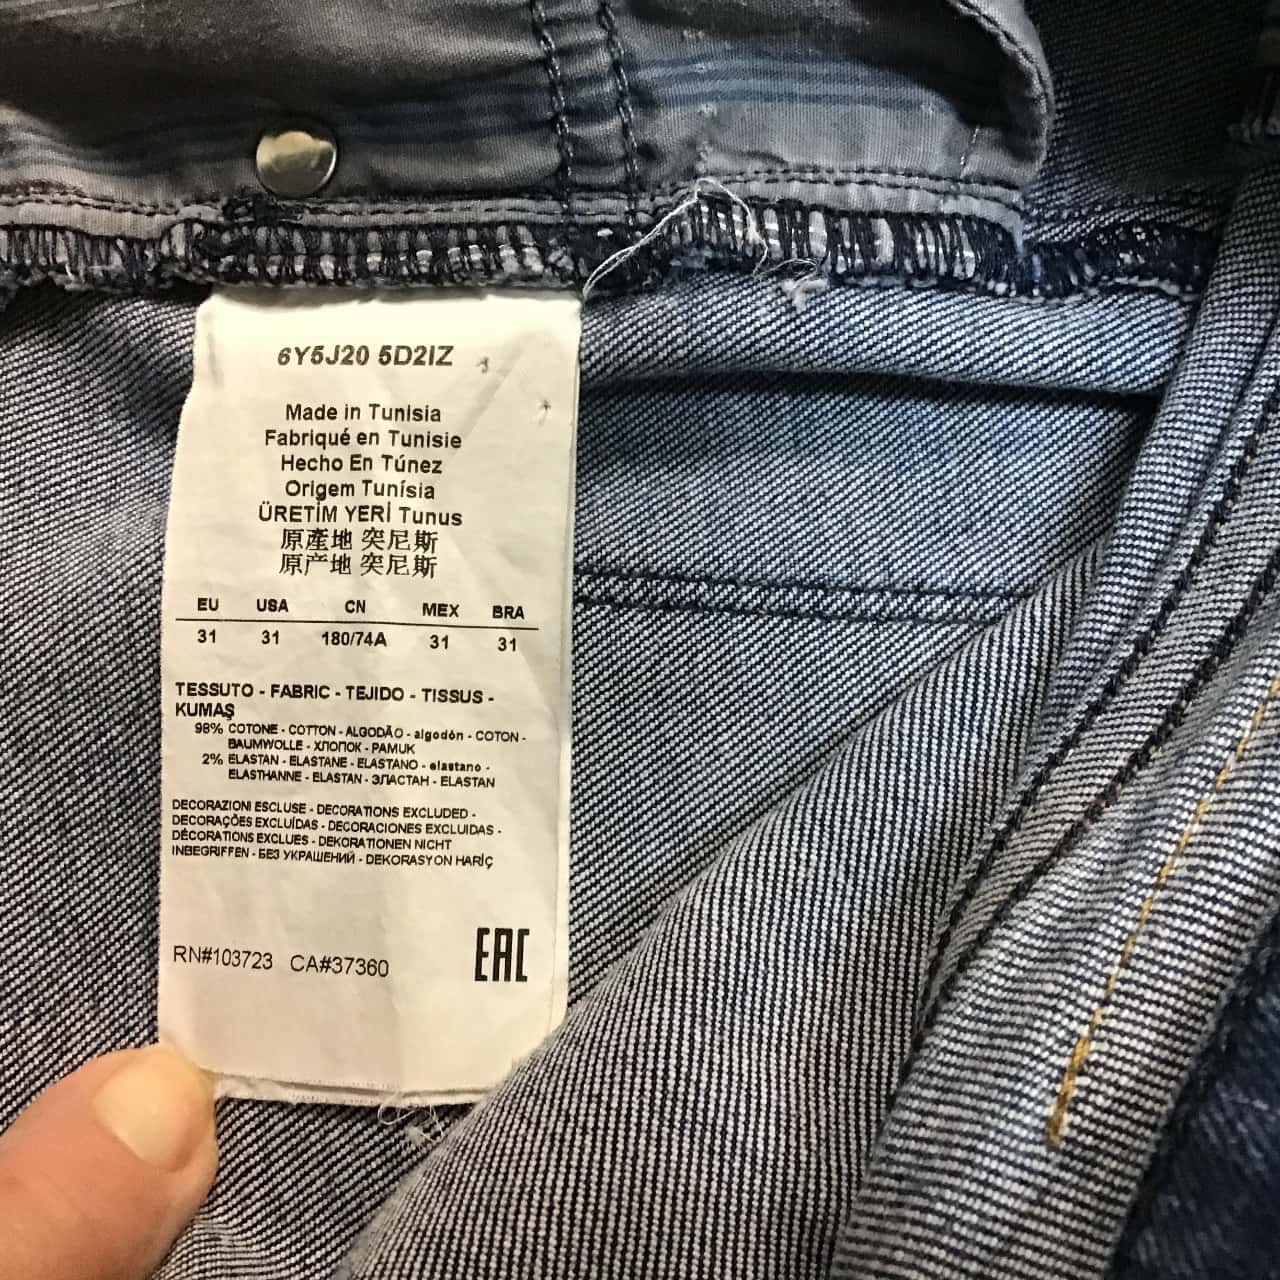 6Y5J20 5D2IZ
Made in Tunisia
Fabriqué en Tunisie
Hecho En Túnez
Origem Tunísia
ÜRETİM YERİ Tunus
原產地 突尼斯
原产地 突尼斯
EU USA CN MEX BRA
31 31 180/74A 31 31
TESSUTO - FABRIC - TEJIDO - TISSUS -
KUMAŞ
98% COTONE - COTTON - ALGODÃO - algodón - COTON -
BAUMWOLLE - ХЛОПОК - PAMUK
2% ELASTAN - ELASTANE - ELASTANO - elastano -
ELASTHANNE - ELASTAN - ЭЛАСТАН - ELASTAN
DECORAZIONI ESCLUSE - DECORATIONS EXCLUDED -
DECORAÇÕES EXCLUÍDAS - DECORACIONES EXCLUIDAS -
DÉCORATIONS EXCLUES - DEKORATIONEN NICHT
INBEGRIFFEN - БЕЗ УКРАШЕНИЙ - DEKORASYON HARİÇ
RN#103723 CA#37360 EAC